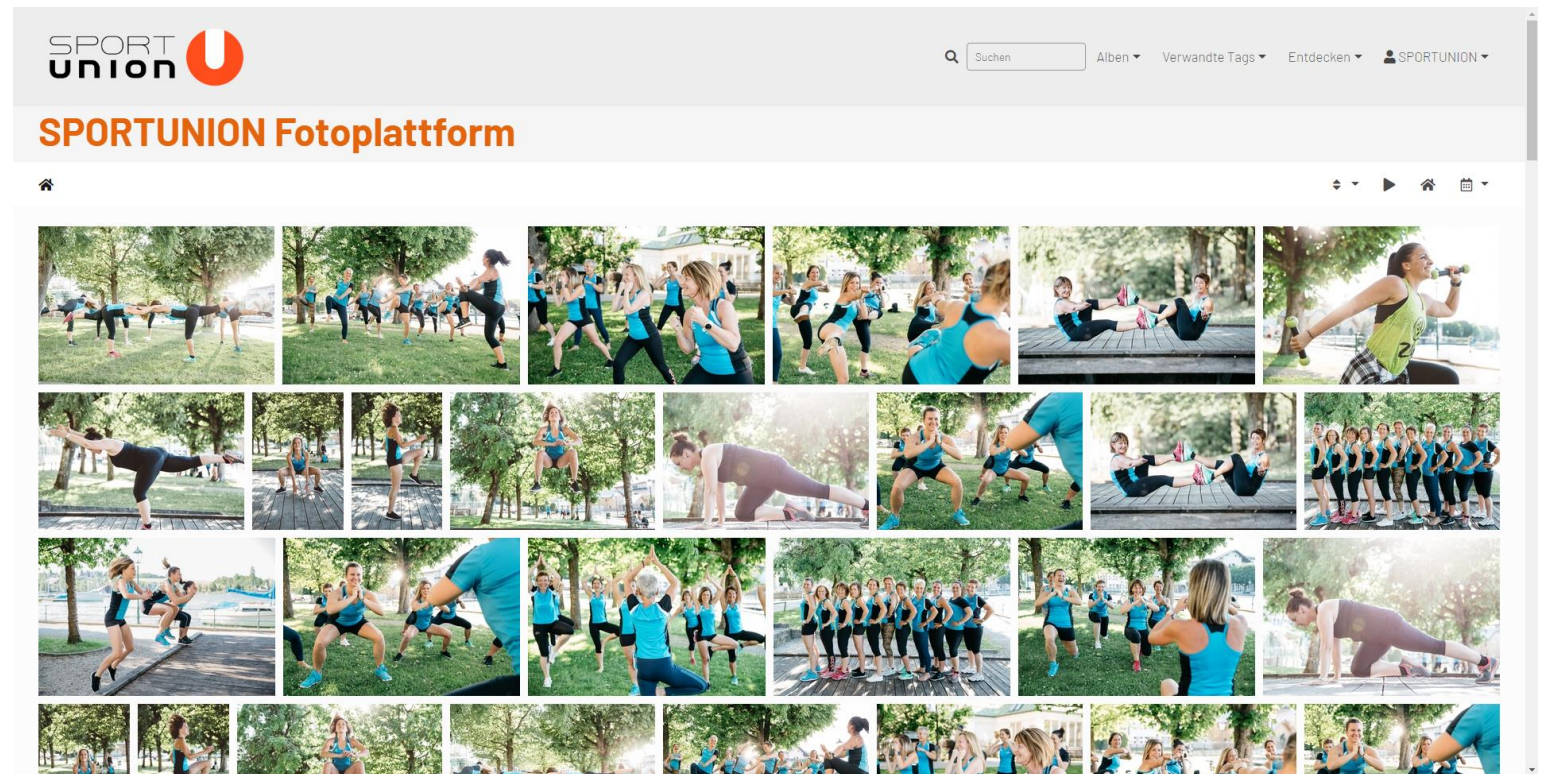 SPORT
UNION
Suchen
Alben
Verwandte Tags
Entdecken
SPORTUNION
SPORTUNION Fotoplattform